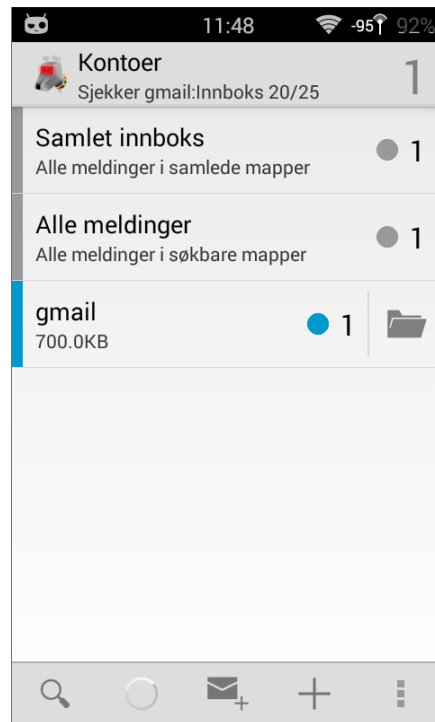 11:48 -95 92%
Kontoer 1
Sjekker gmail:Innboks 20/25
Samlet innboks
Alle meldinger i samlede mapper
1
Alle meldinger
Alle meldinger i søkbare mapper
1
gmail
700.0KB
1